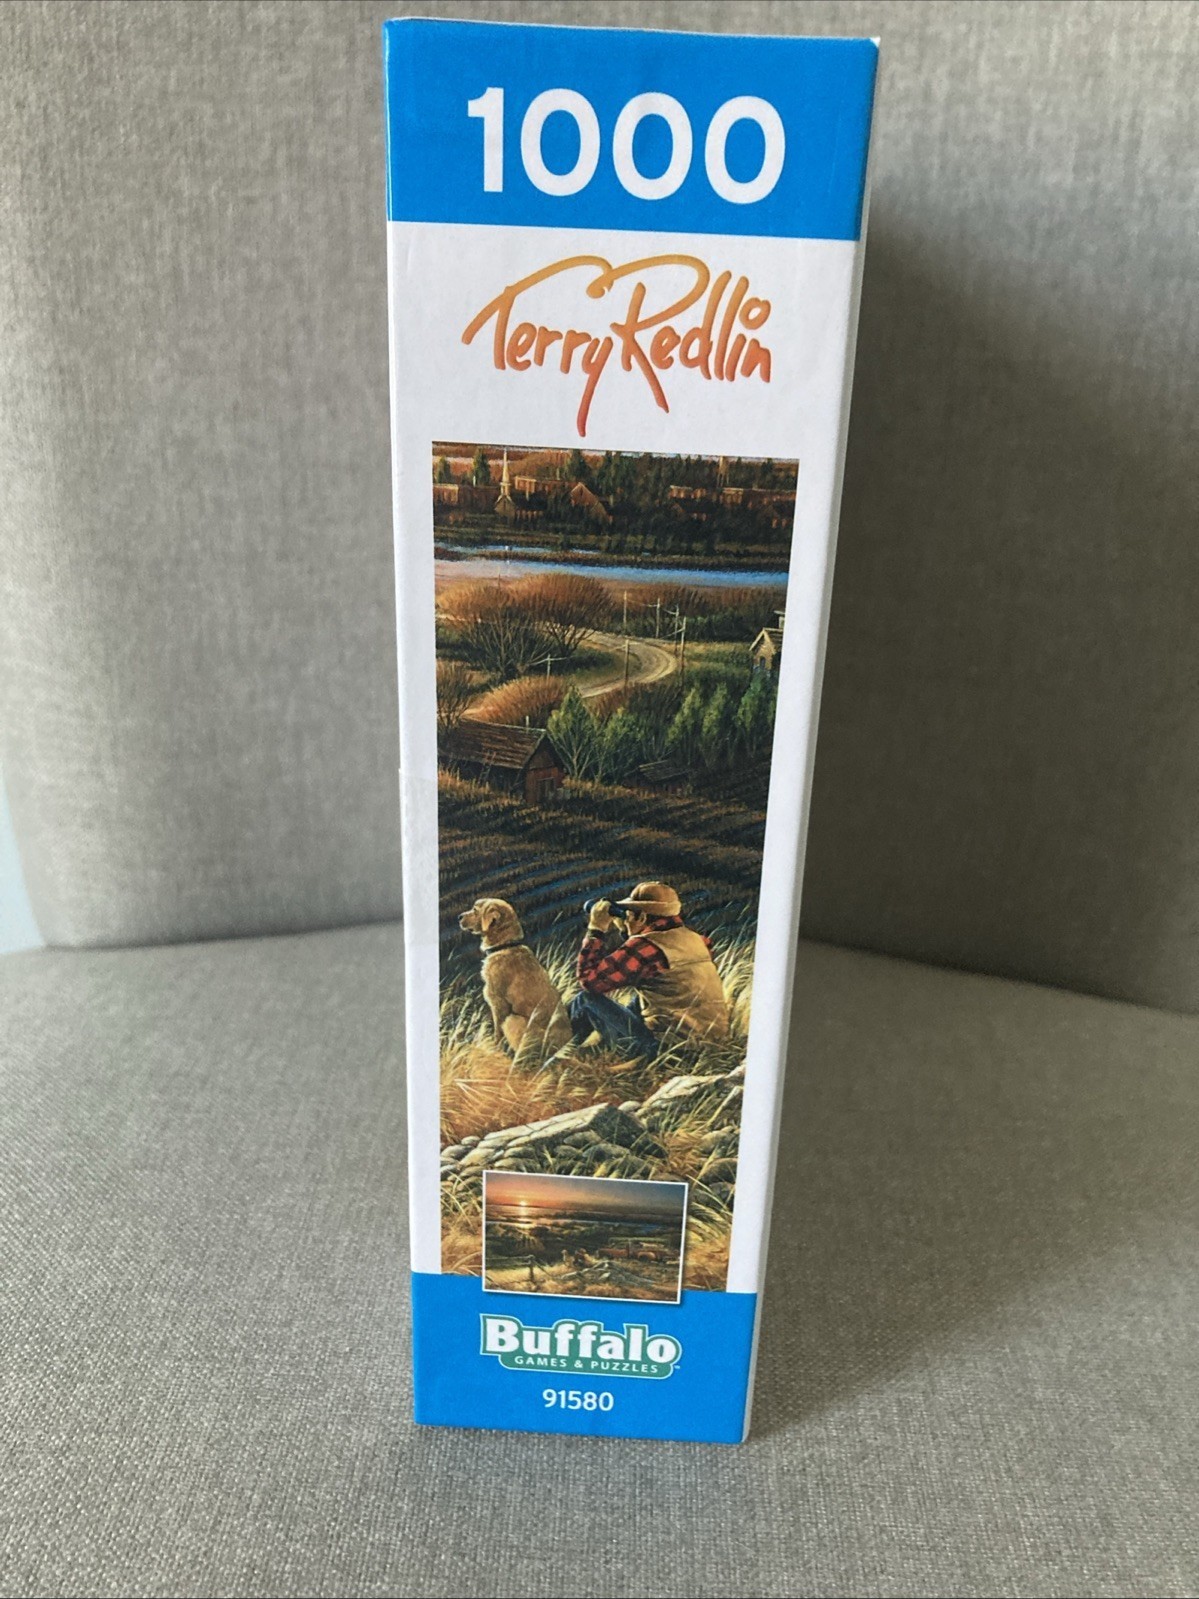 1000
Terry Redlin
Buffalo
GAMES & PUZZLES
91580